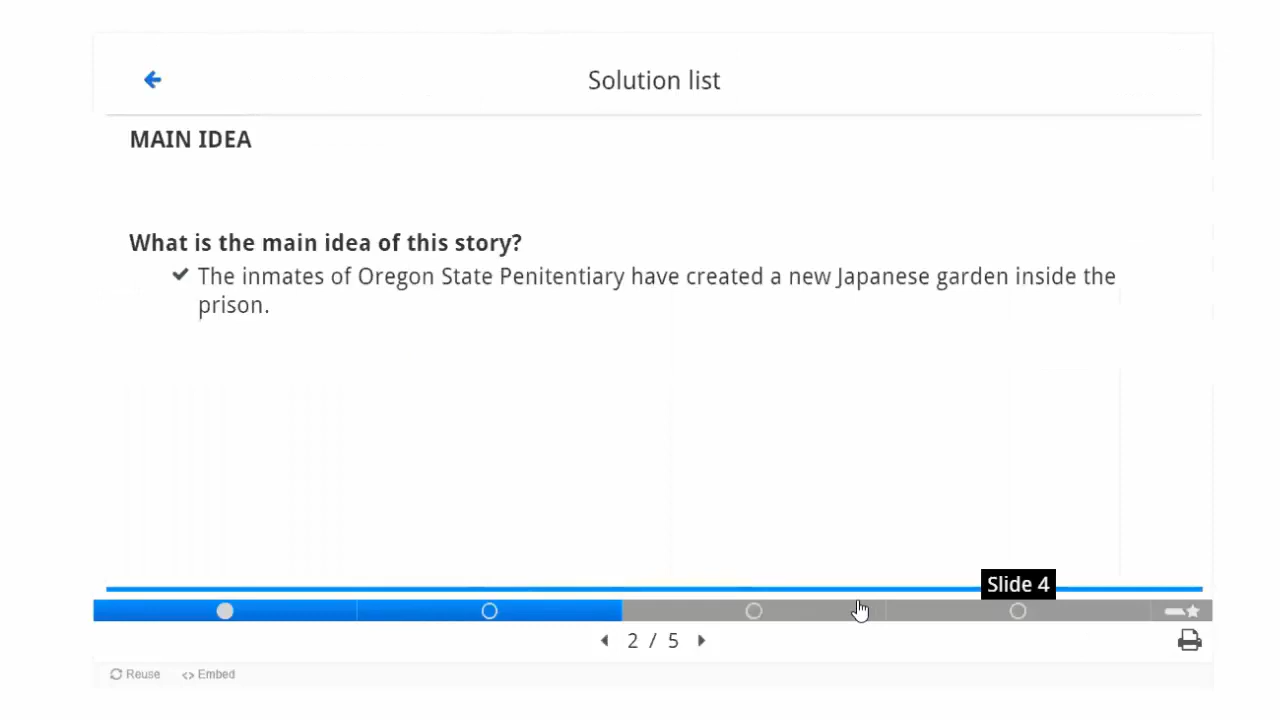 Solution list
MAIN IDEA
What is the main idea of this story?
The inmates of Oregon State Penitentiary have created a new Japanese garden inside the
prison.
Slide 4
2 / 5
Reuse
<> Embed